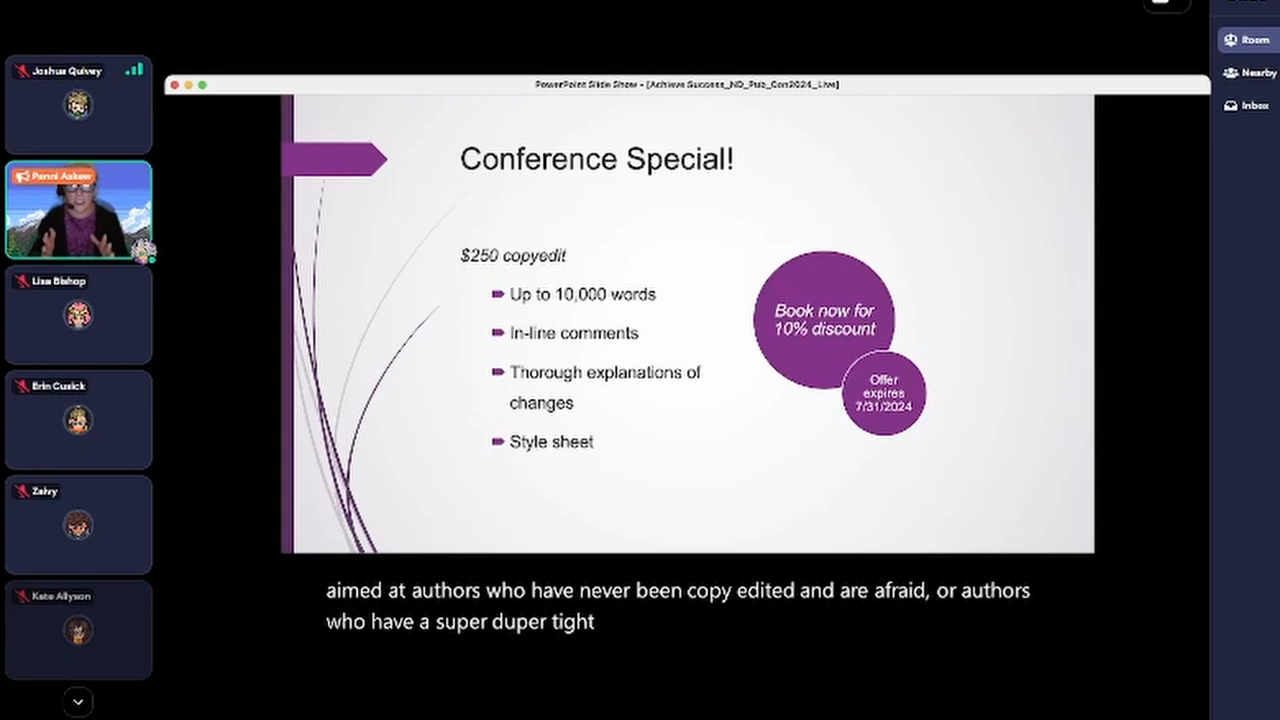 Joshua Quivey
Penni Askew
Lisa Bishop
Erin Cusick
Zalvy
Kate Allyson
PowerPoint Slide Show - [Achieve Success_ND_Pub_Con2024_Live]
Conference Special!
$250 copyedit
Up to 10,000 words
In-line comments
Thorough explanations of
changes
Style sheet
Book now for
10% discount
Offer
expires
7/31/2024
aimed at authors who have never been copy edited and are afraid, or authors
who have a super duper tight
Room
Nearby
Inbox